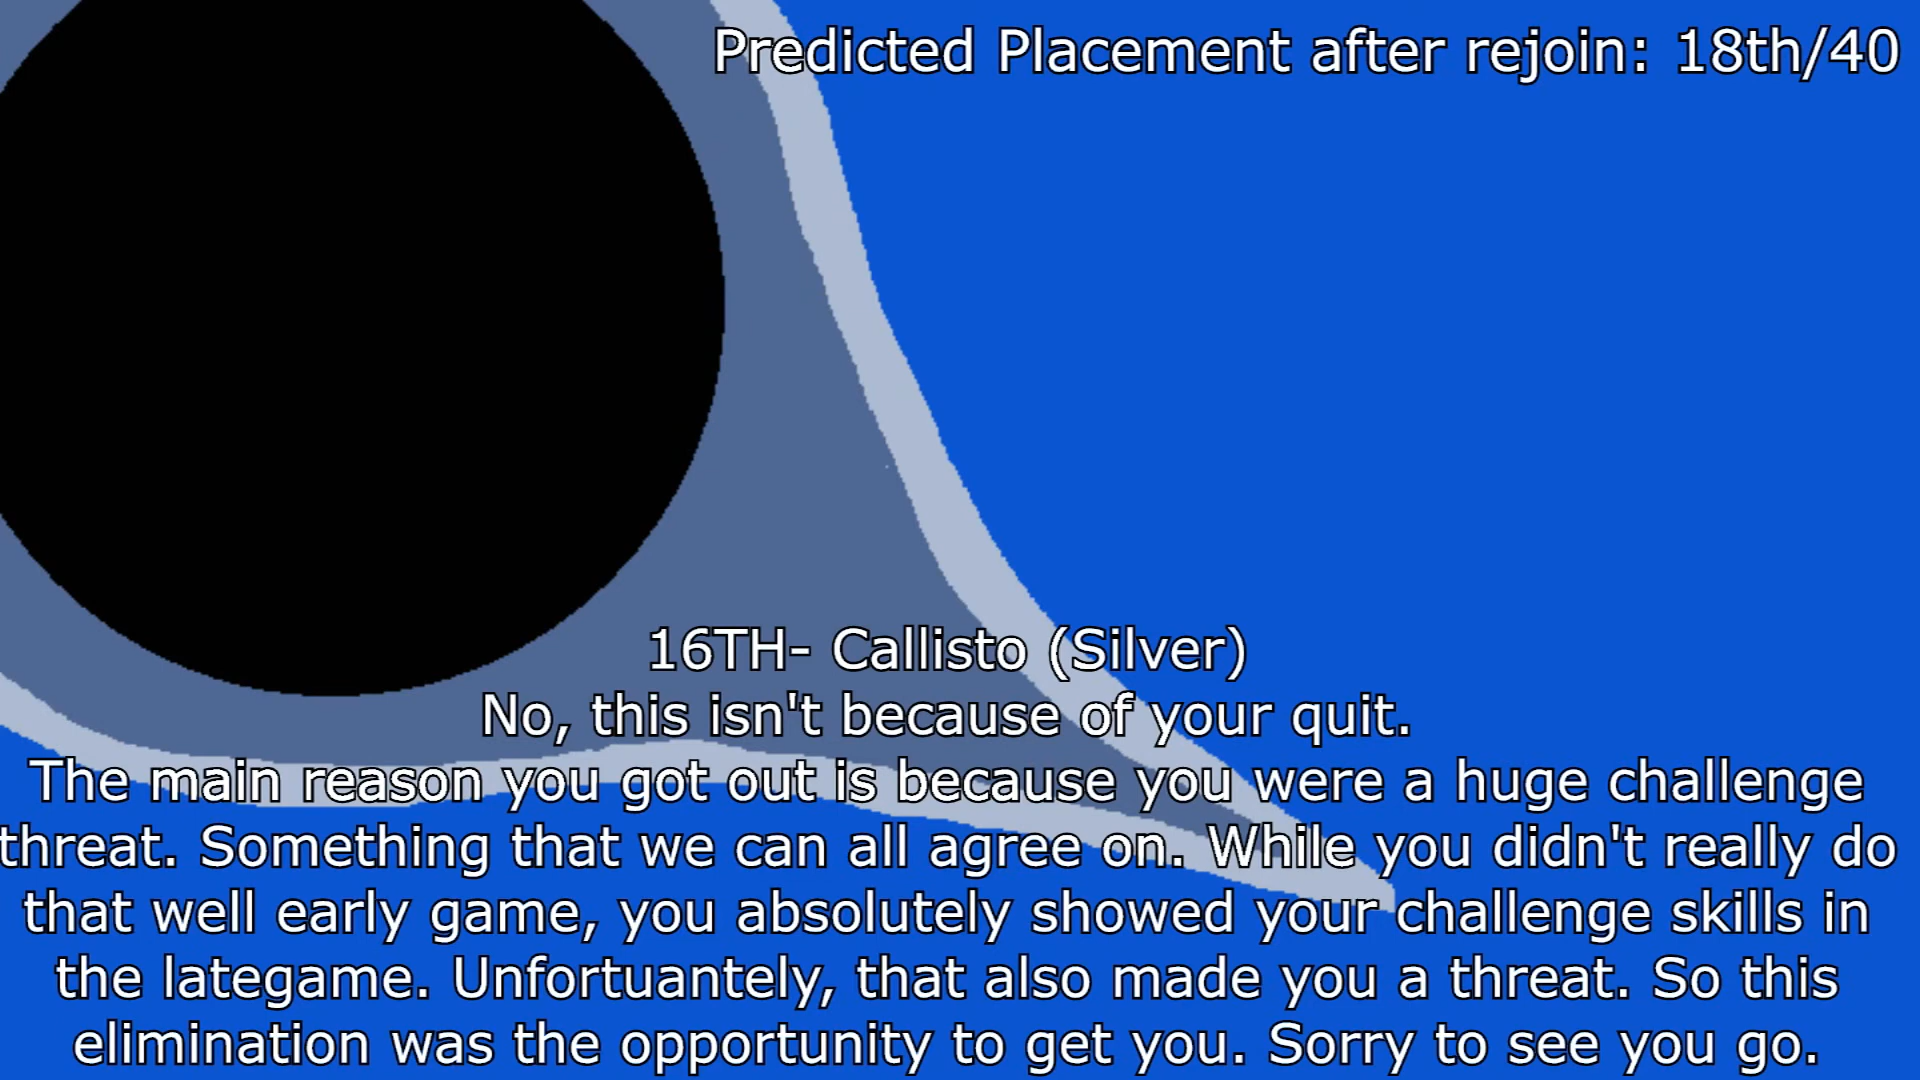 Predicted Placement after rejoin: 18th/40
16TH- Callisto (Silver)
No, this isn't because of your quit.
The main reason you got out is because you were a huge challenge
threat. Something that we can all agree on. While you didn't really do
that well early game, you absolutely showed your challenge skills in
the lategame. Unfortuantely, that also made you a threat. So this
elimination was the opportunity to get you. Sorry to see you go.